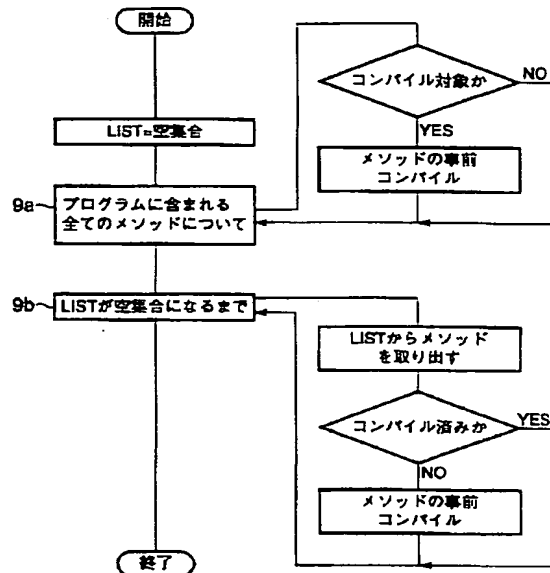 開始
LIST=空集合
9a
プログラムに含まれる
全てのメソッドについて
コンパイル対象か
NO
YES
メソッドの事前
コンパイル
9b
LISTが空集合になるまで
LISTからメソッド
を取り出す
コンパイル済みか
YES
NO
メソッドの事前
コンパイル
終了